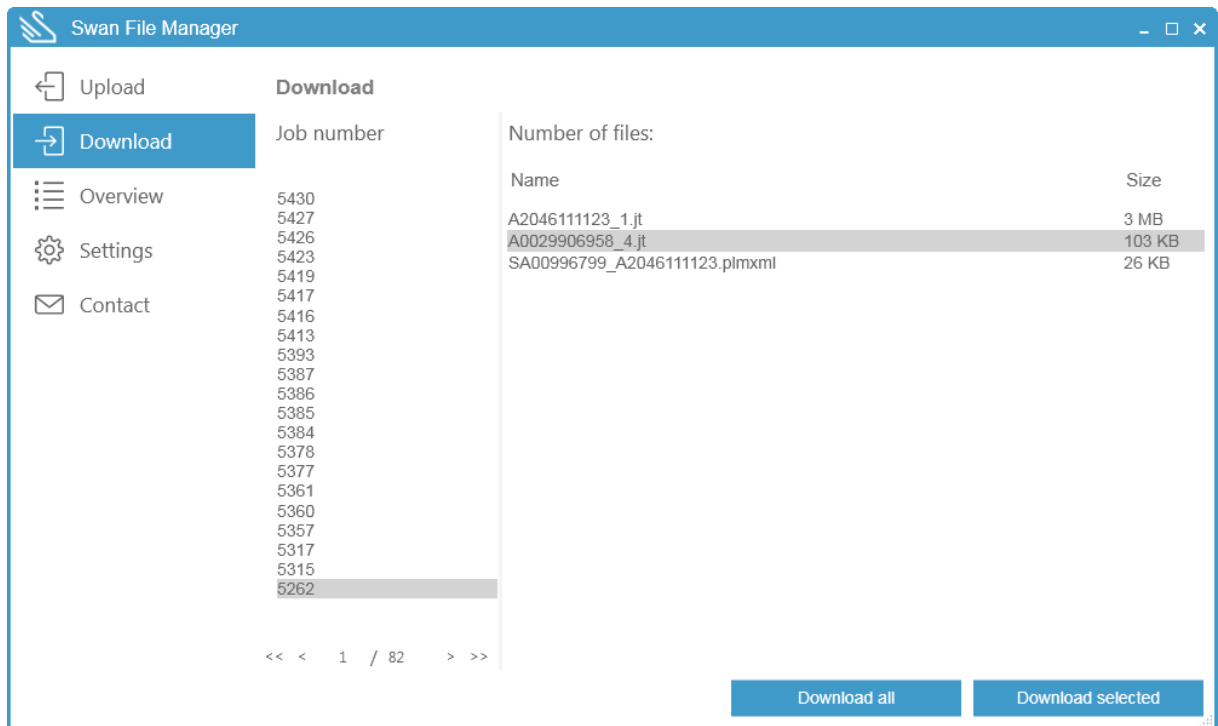 Swan File Manager
Upload
Download
Overview
Settings
Contact
Download
Job number
5430
5427
5426
5423
5419
5417
5416
5413
5393
5387
5386
5385
5384
5378
5377
5361
5360
5357
5317
5315
5262
<< < 1 / 82 > >>
Number of files:
Name Size
A2046111123_1.jt 3 MB
A0029906958_4.jt 103 KB
SA00996799_A2046111123.plmxml 26 KB
Download all Download selected